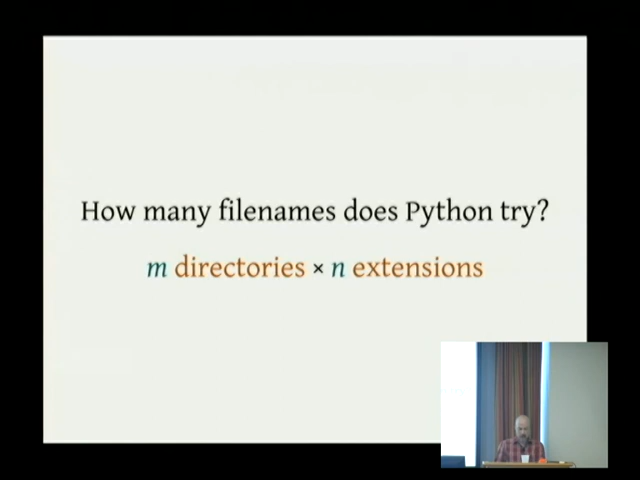 How many filenames does Python try?
m directories × n extensions